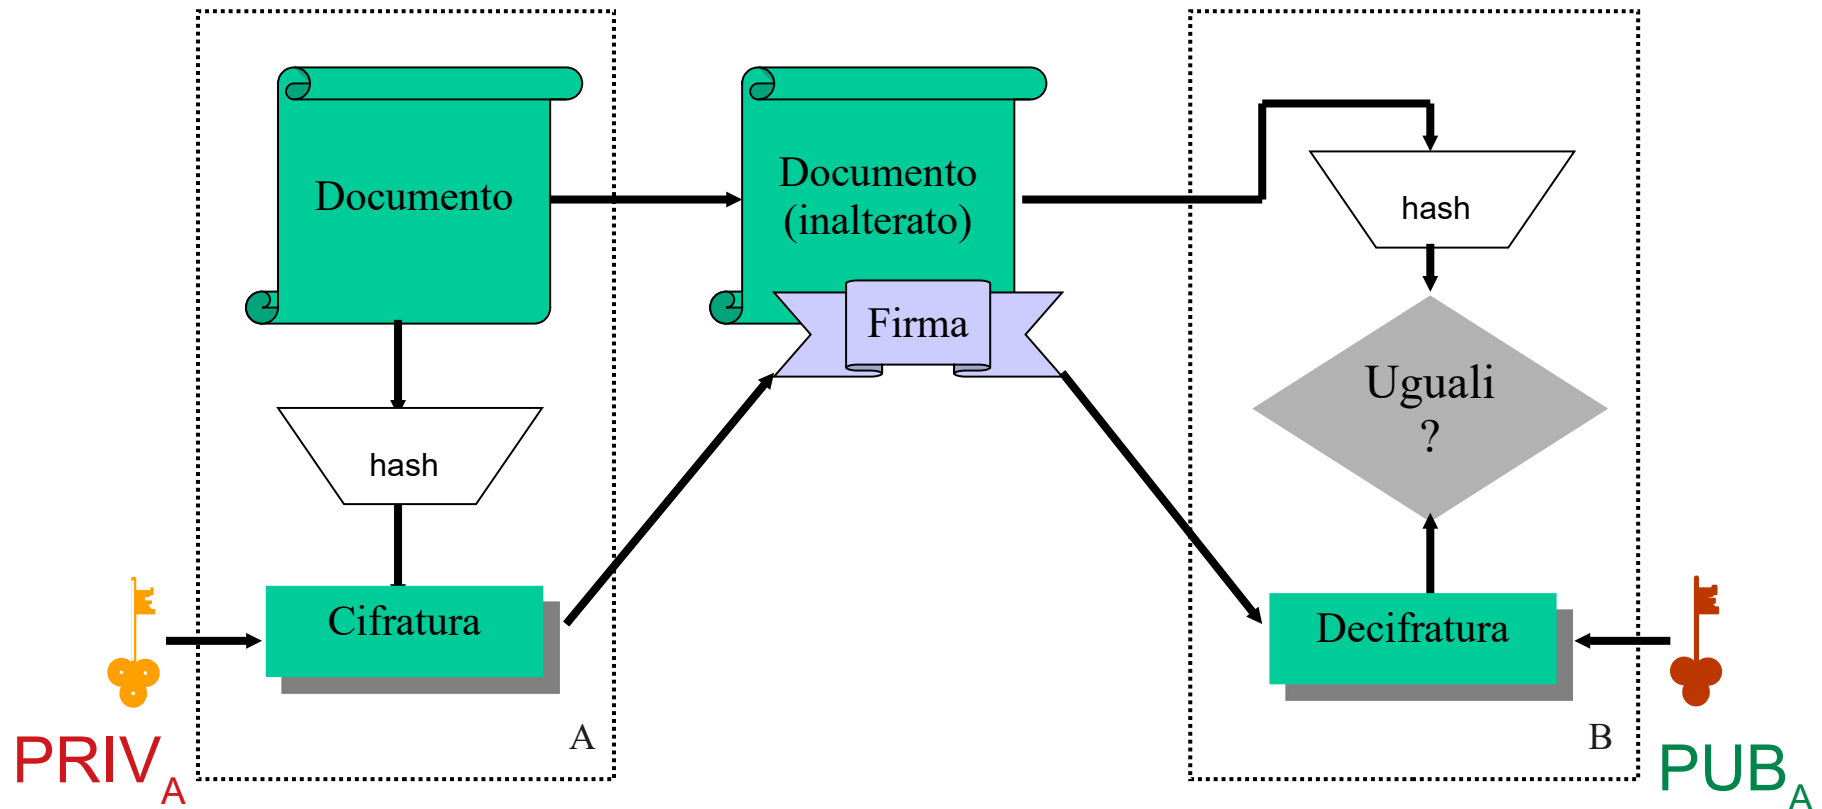 Documento
Documento
(inalterato)
Firma
hash
hash
Uguali
?
Cifratura
Decifratura
A
B
PRIVA
PUBA